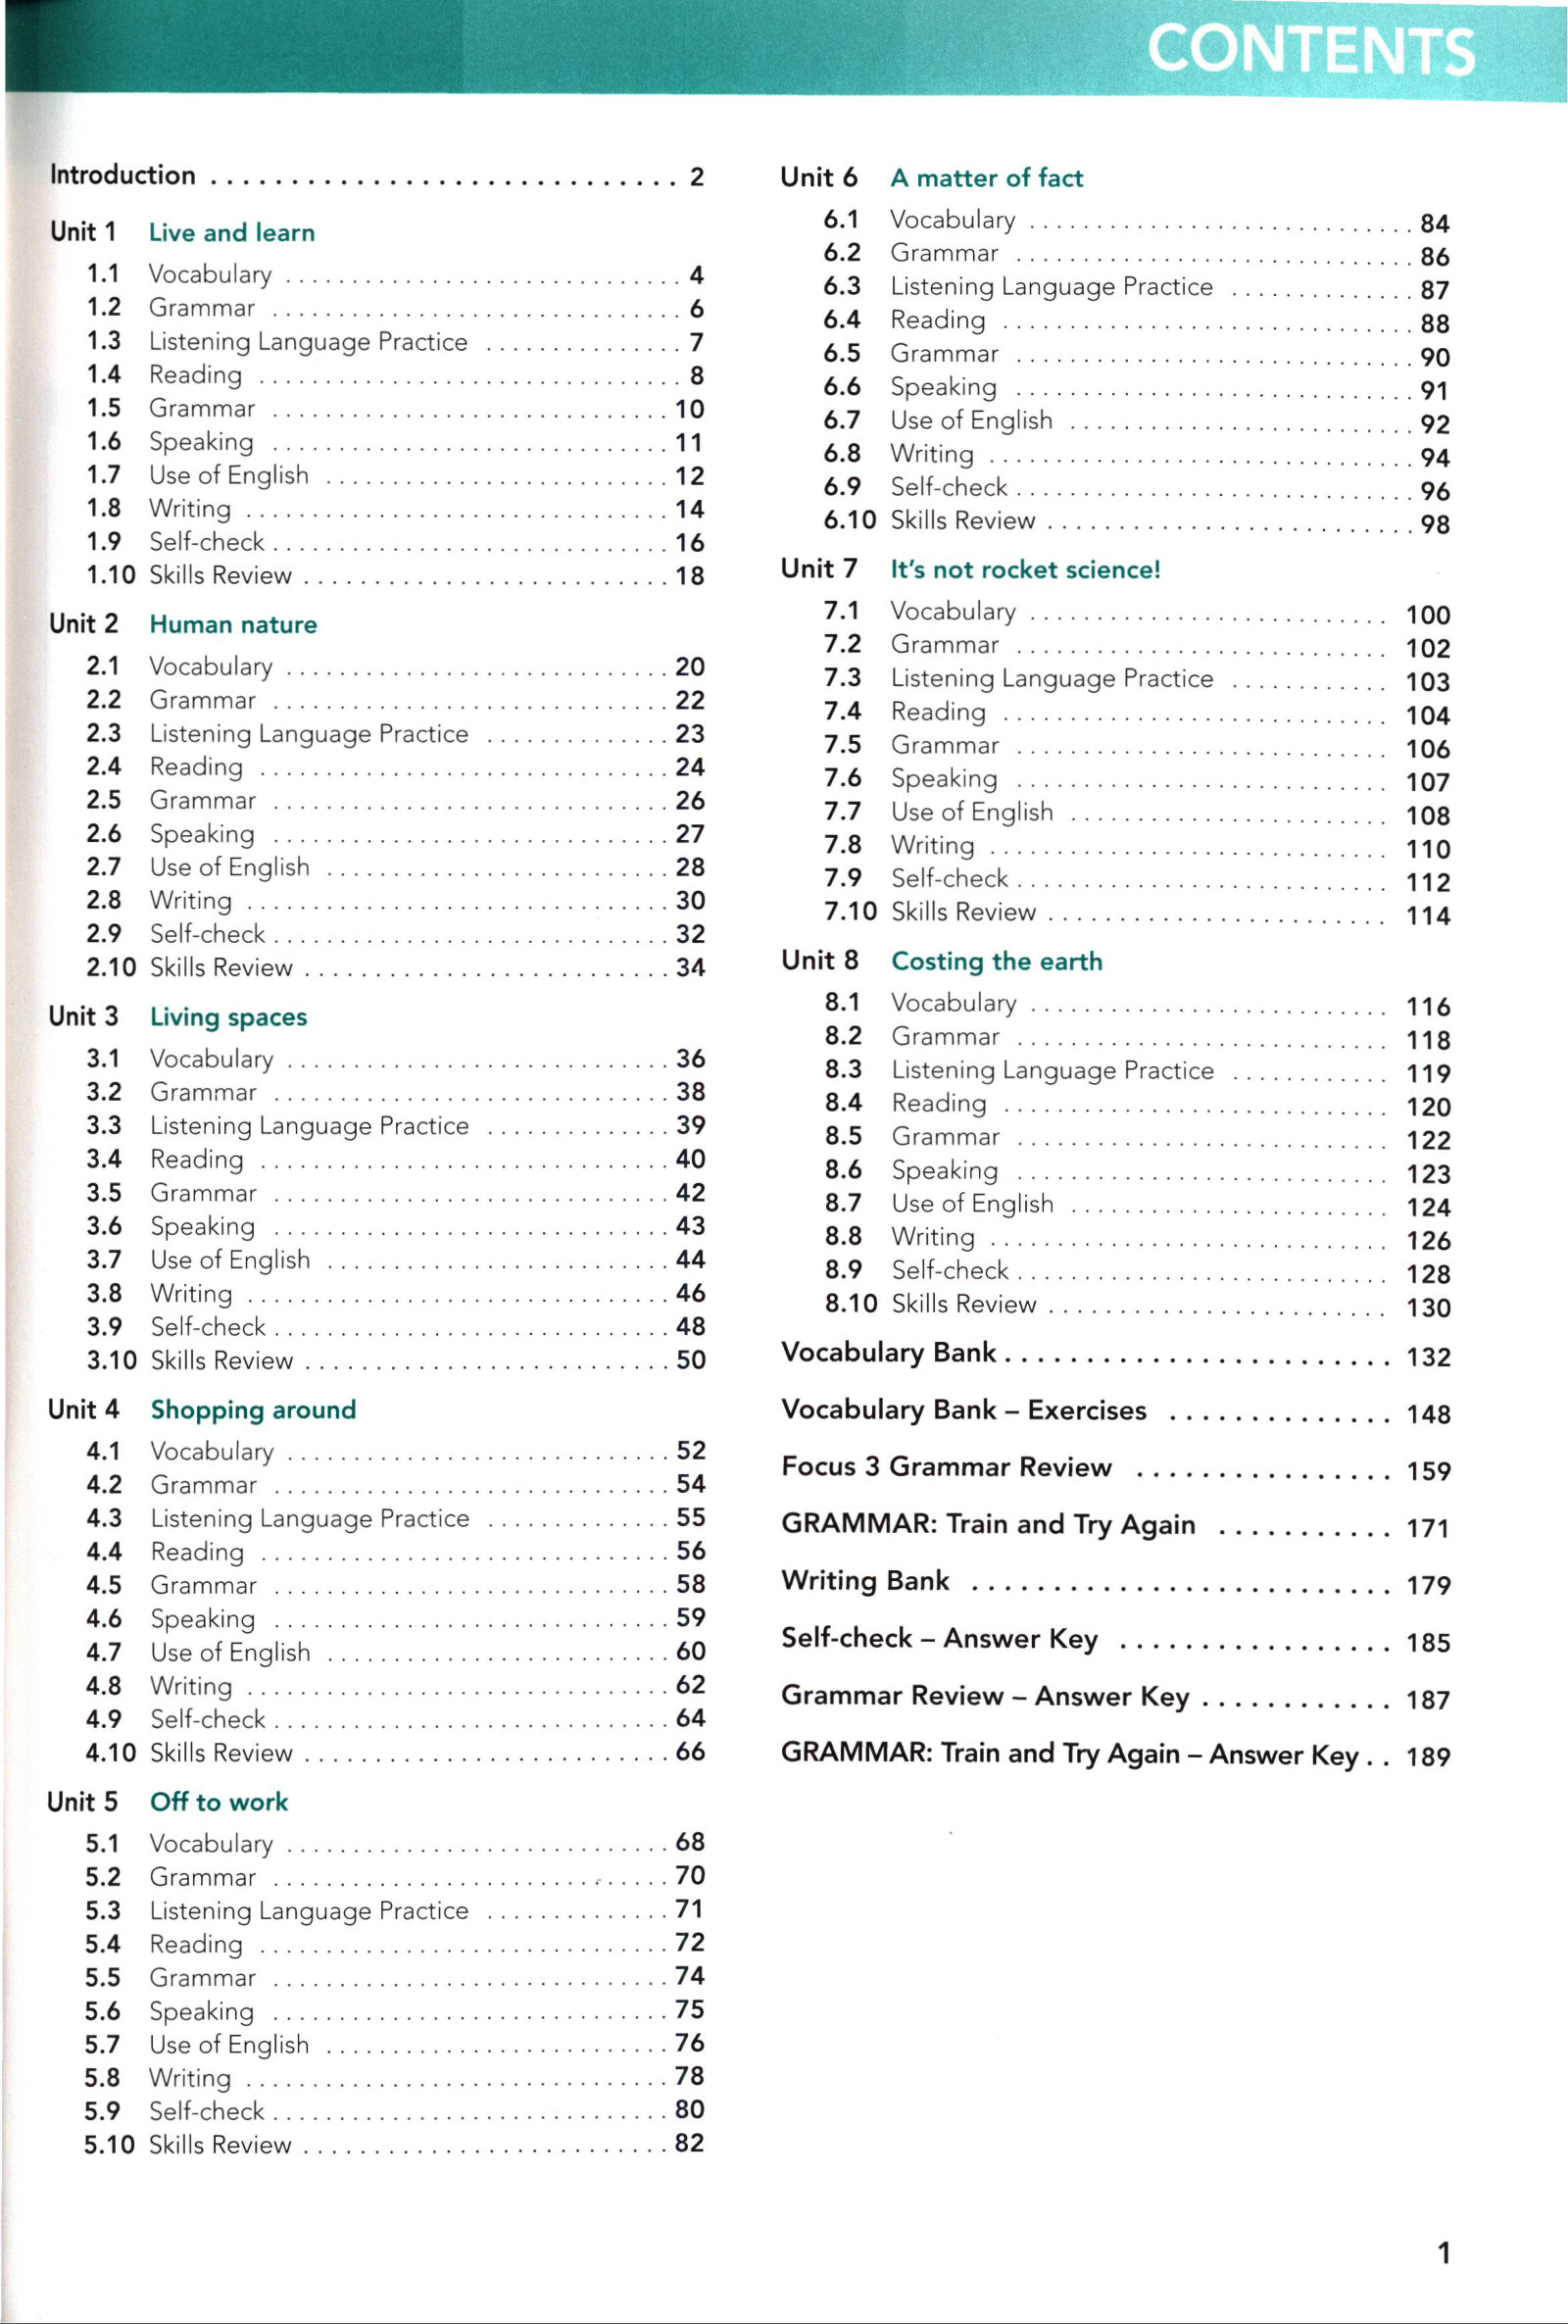 CONTENTS
Introduction . . . . . . . . . . . . . . . . . . . . . . . . . . . . . 2
Unit 1 Live and learn
1.1 Vocabulary . . . . . . . . . . 4
1.2 Grammar . . . . . . . . . . 6
1.3 Listening Language Practice . . . . . . . . . . 7
1.4 Reading . . . . . . . . . . 8
1.5 Grammar . . . . . . . . . . 10
1.6 Speaking . . . . . . . . . . 11
1.7 Use of English . . . . . . . . . . 12
1.8 Writing . . . . . . . . . . 14
1.9 Self-check . . . . . . . . . . 16
1.10 Skills Review . . . . . . . . . . 18
Unit 2 Human nature
2.1 Vocabulary . . . . . . . . . . 20
2.2 Grammar . . . . . . . . . . 22
2.3 Listening Language Practice . . . . . . . . . . 23
2.4 Reading . . . . . . . . . . 24
2.5 Grammar . . . . . . . . . . 26
2.6 Speaking . . . . . . . . . . 27
2.7 Use of English . . . . . . . . . . 28
2.8 Writing . . . . . . . . . . 30
2.9 Self-check . . . . . . . . . . 32
2.10 Skills Review . . . . . . . . . . 34
Unit 3 Living spaces
3.1 Vocabulary . . . . . . . . . . 36
3.2 Grammar . . . . . . . . . . 38
3.3 Listening Language Practice . . . . . . . . . . 39
3.4 Reading . . . . . . . . . . 40
3.5 Grammar . . . . . . . . . . 42
3.6 Speaking . . . . . . . . . . 43
3.7 Use of English . . . . . . . . . . 44
3.8 Writing . . . . . . . . . . 46
3.9 Self-check . . . . . . . . . . 48
3.10 Skills Review . . . . . . . . . . 50
Unit 4 Shopping around
4.1 Vocabulary . . . . . . . . . . 52
4.2 Grammar . . . . . . . . . . 54
4.3 Listening Language Practice . . . . . . . . . . 55
4.4 Reading . . . . . . . . . . 56
4.5 Grammar . . . . . . . . . . 58
4.6 Speaking . . . . . . . . . . 59
4.7 Use of English . . . . . . . . . . 60
4.8 Writing . . . . . . . . . . 62
4.9 Self-check . . . . . . . . . . 64
4.10 Skills Review . . . . . . . . . . 66
Unit 5 Off to work
5.1 Vocabulary . . . . . . . . . . 68
5.2 Grammar . . . . . . . . . . 70
5.3 Listening Language Practice . . . . . . . . . . 71
5.4 Reading . . . . . . . . . . 72
5.5 Grammar . . . . . . . . . . 74
5.6 Speaking . . . . . . . . . . 75
5.7 Use of English . . . . . . . . . . 76
5.8 Writing . . . . . . . . . . 78
5.9 Self-check . . . . . . . . . . 80
5.10 Skills Review . . . . . . . . . . 82
Unit 6 A matter of fact
6.1 Vocabulary . . . . . . . . . . 84
6.2 Grammar . . . . . . . . . . 86
6.3 Listening Language Practice . . . . . . . . . . 87
6.4 Reading . . . . . . . . . . 88
6.5 Grammar . . . . . . . . . . 90
6.6 Speaking . . . . . . . . . . 91
6.7 Use of English . . . . . . . . . . 92
6.8 Writing . . . . . . . . . . 94
6.9 Self-check . . . . . . . . . . 96
6.10 Skills Review . . . . . . . . . . 98
Unit 7 It's not rocket science!
7.1 Vocabulary . . . . . . . . . . 100
7.2 Grammar . . . . . . . . . . 102
7.3 Listening Language Practice . . . . . . . . . . 103
7.4 Reading . . . . . . . . . . 104
7.5 Grammar . . . . . . . . . . 106
7.6 Speaking . . . . . . . . . . 107
7.7 Use of English . . . . . . . . . . 108
7.8 Writing . . . . . . . . . . 110
7.9 Self-check . . . . . . . . . . 112
7.10 Skills Review . . . . . . . . . . 114
Unit 8 Costing the earth
8.1 Vocabulary . . . . . . . . . . 116
8.2 Grammar . . . . . . . . . . 118
8.3 Listening Language Practice . . . . . . . . . . 119
8.4 Reading . . . . . . . . . . 120
8.5 Grammar . . . . . . . . . . 122
8.6 Speaking . . . . . . . . . . 123
8.7 Use of English . . . . . . . . . . 124
8.8 Writing . . . . . . . . . . 126
8.9 Self-check . . . . . . . . . . 128
8.10 Skills Review . . . . . . . . . . 130
Vocabulary Bank . . . . . . . . . . 132
Vocabulary Bank – Exercises . . . . . . . . . . 148
Focus 3 Grammar Review . . . . . . . . . . 159
GRAMMAR: Train and Try Again . . . . . . . . . . 171
Writing Bank . . . . . . . . . . 179
Self-check – Answer Key . . . . . . . . . . 185
Grammar Review – Answer Key . . . . . . . . . . 187
GRAMMAR: Train and Try Again – Answer Key . . 189
1